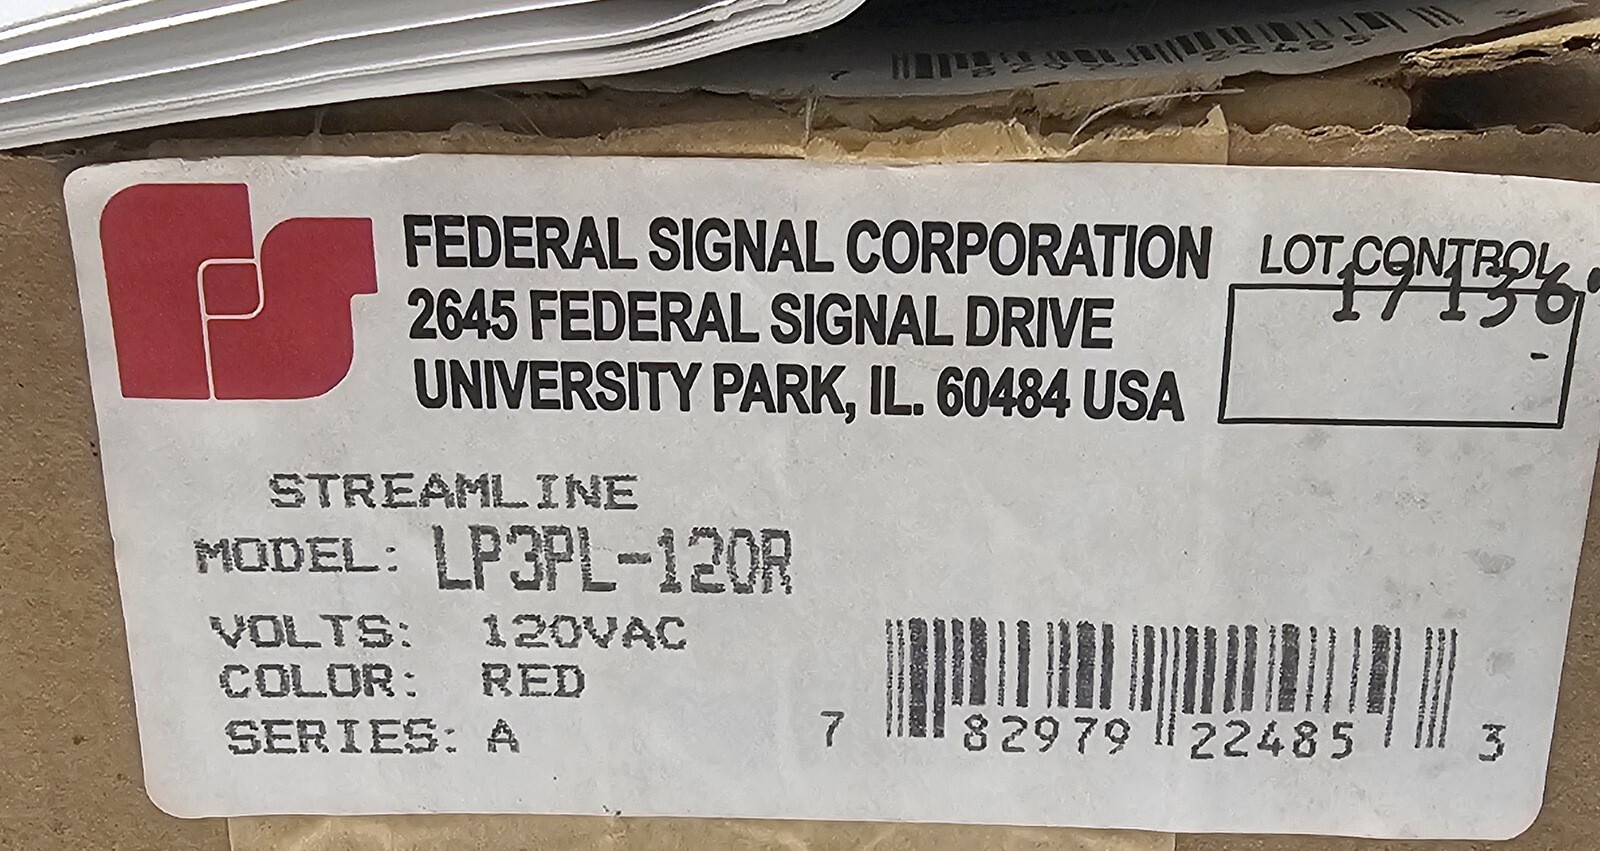 FEDERAL SIGNAL CORPORATION
2645 FEDERAL SIGNAL DRIVE
UNIVERSITY PARK, IL. 60484 USA
LOT CONTROL
17136
STREAMLINE
MODEL: LP3PL-120R
VOLTS: 120VAC
COLOR: RED
SERIES: A
7 82979 22485 3